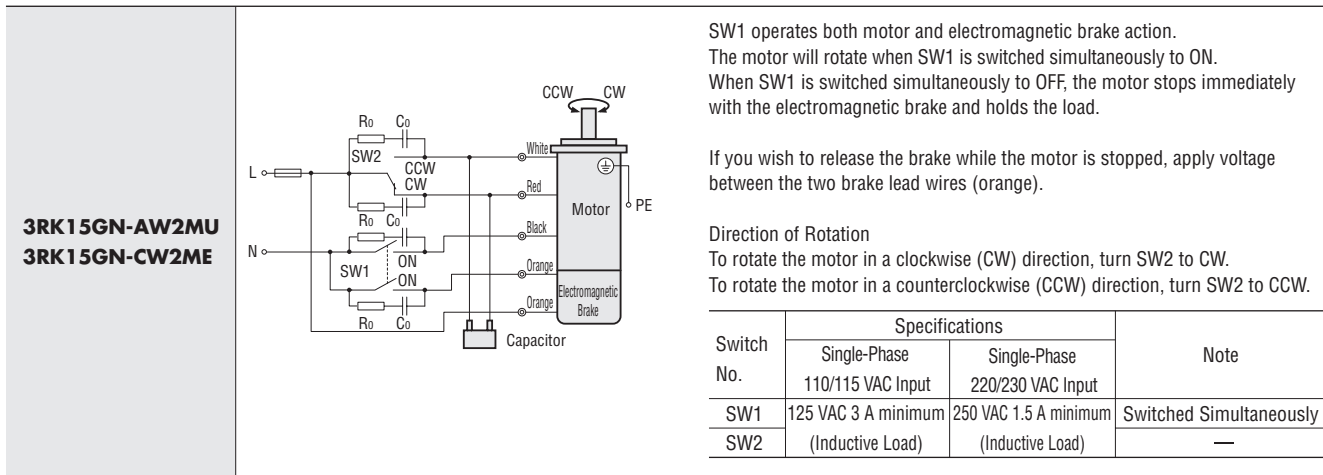 3RK15GN-AW2MU
3RK15GN-CW2ME
CCW
CW
R0
C0
SW2
CCW
CW
L
R0
C0
N
SW1
ON
ON
R0
C0
White
Red
Black
Orange
Orange
Motor
PE
Electromagnetic
Brake
Capacitor
SW1 operates both motor and electromagnetic brake action.
The motor will rotate when SW1 is switched simultaneously to ON.
When SW1 is switched simultaneously to OFF, the motor stops immediately
with the electromagnetic brake and holds the load.
If you wish to release the brake while the motor is stopped, apply voltage
between the two brake lead wires (orange).
Direction of Rotation
To rotate the motor in a clockwise (CW) direction, turn SW2 to CW.
To rotate the motor in a counterclockwise (CCW) direction, turn SW2 to CCW.
Switch
No.
Specifications
Note
Single-Phase
110/115 VAC Input
Single-Phase
220/230 VAC Input
SW1
125 VAC 3 A minimum
250 VAC 1.5 A minimum
Switched Simultaneously
SW2
(Inductive Load)
(Inductive Load)
—